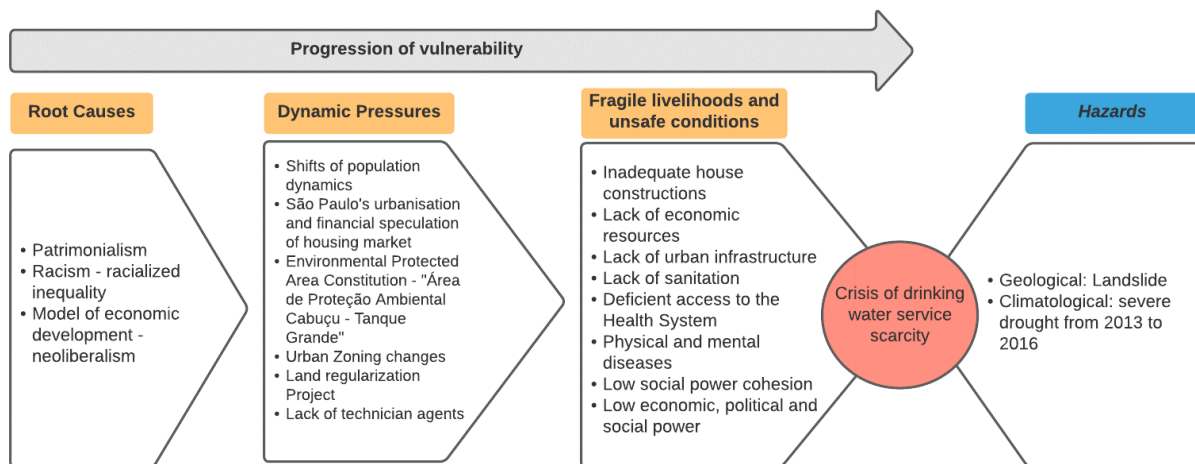 Progression of vulnerability
Root Causes
• Patrimonialism
• Racism - racialized
inequality
• Model of economic
development -
neoliberalism
Dynamic Pressures
• Shifts of population
dynamics
• São Paulo's urbanisation
and financial speculation
of housing market
• Environmental Protected
Area Constitution - "Área
de Proteção Ambiental
Cabuçu - Tanque
Grande"
• Urban Zoning changes
• Land regularization
Project
• Lack of technician agents
Fragile livelihoods and
unsafe conditions
• Inadequate house
constructions
• Lack of economic
resources
• Lack of urban infrastructure
• Lack of sanitation
• Deficient access to the
Health System
• Physical and mental
diseases
• Low social power cohesion
• Low economic, political and
social power
Crisis of drinking
water service
scarcity
Hazards
• Geological: Landslide
• Climatological: severe
drought from 2013 to
2016